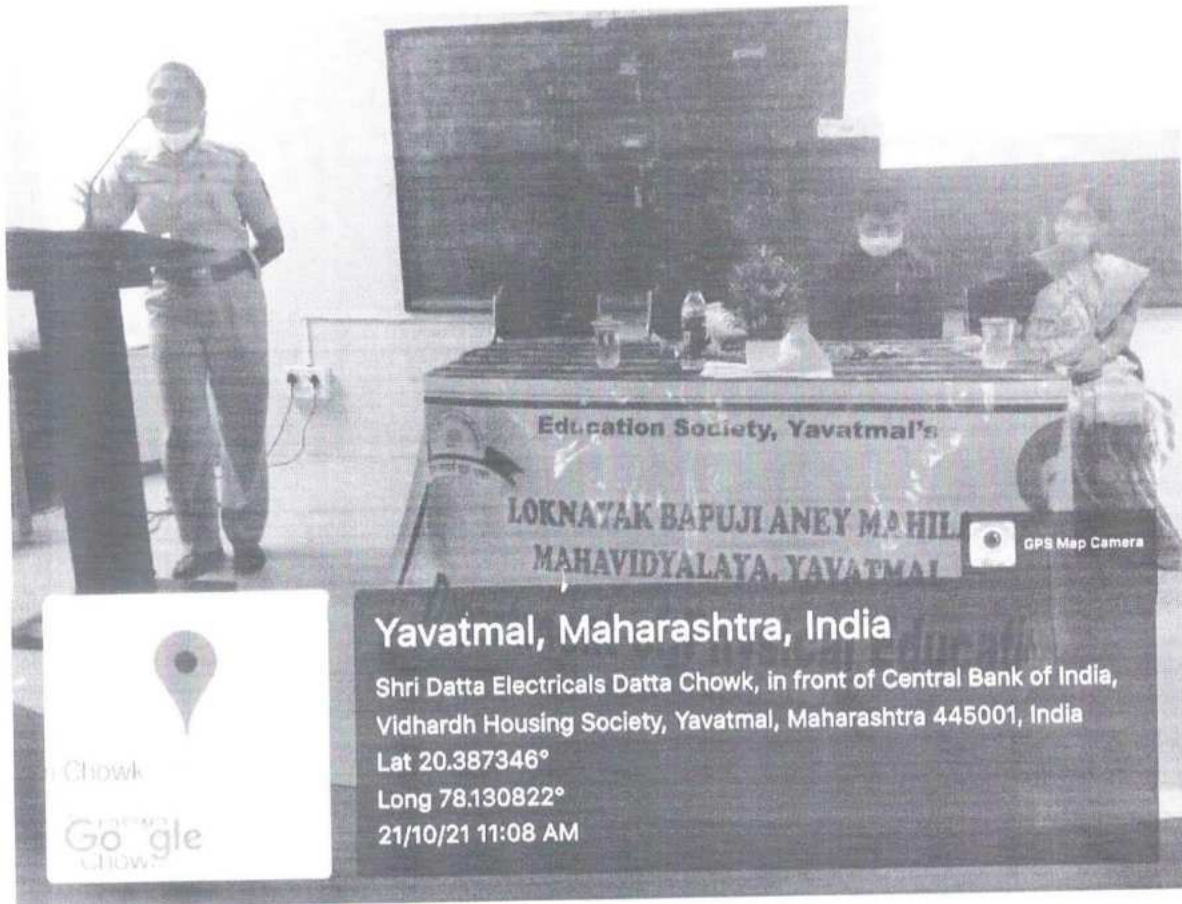 Education Society, Yavatmal's
LOKNAYAK BAPUJI ANEY
MAHAVIDYALAYA, YAVATMAL
GPS Map Camera
Yavatmal, Maharashtra, India
Shri Datta Electricals Datta Chowk, in front of Central Bank of India,
Vidhardh Housing Society, Yavatmal, Maharashtra 445001, India
Lat 20.387346°
Long 78.130822°
21/10/21 11:08 AM
Chowk
Google